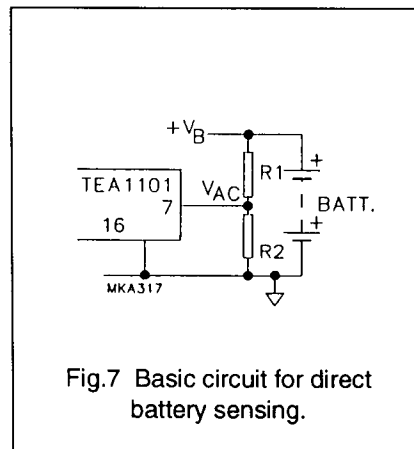 +VB
R1
+
TEA1101
VAC
7
BATT.
16
+
R2
MKA317
Fig.7 Basic circuit for direct
battery sensing.